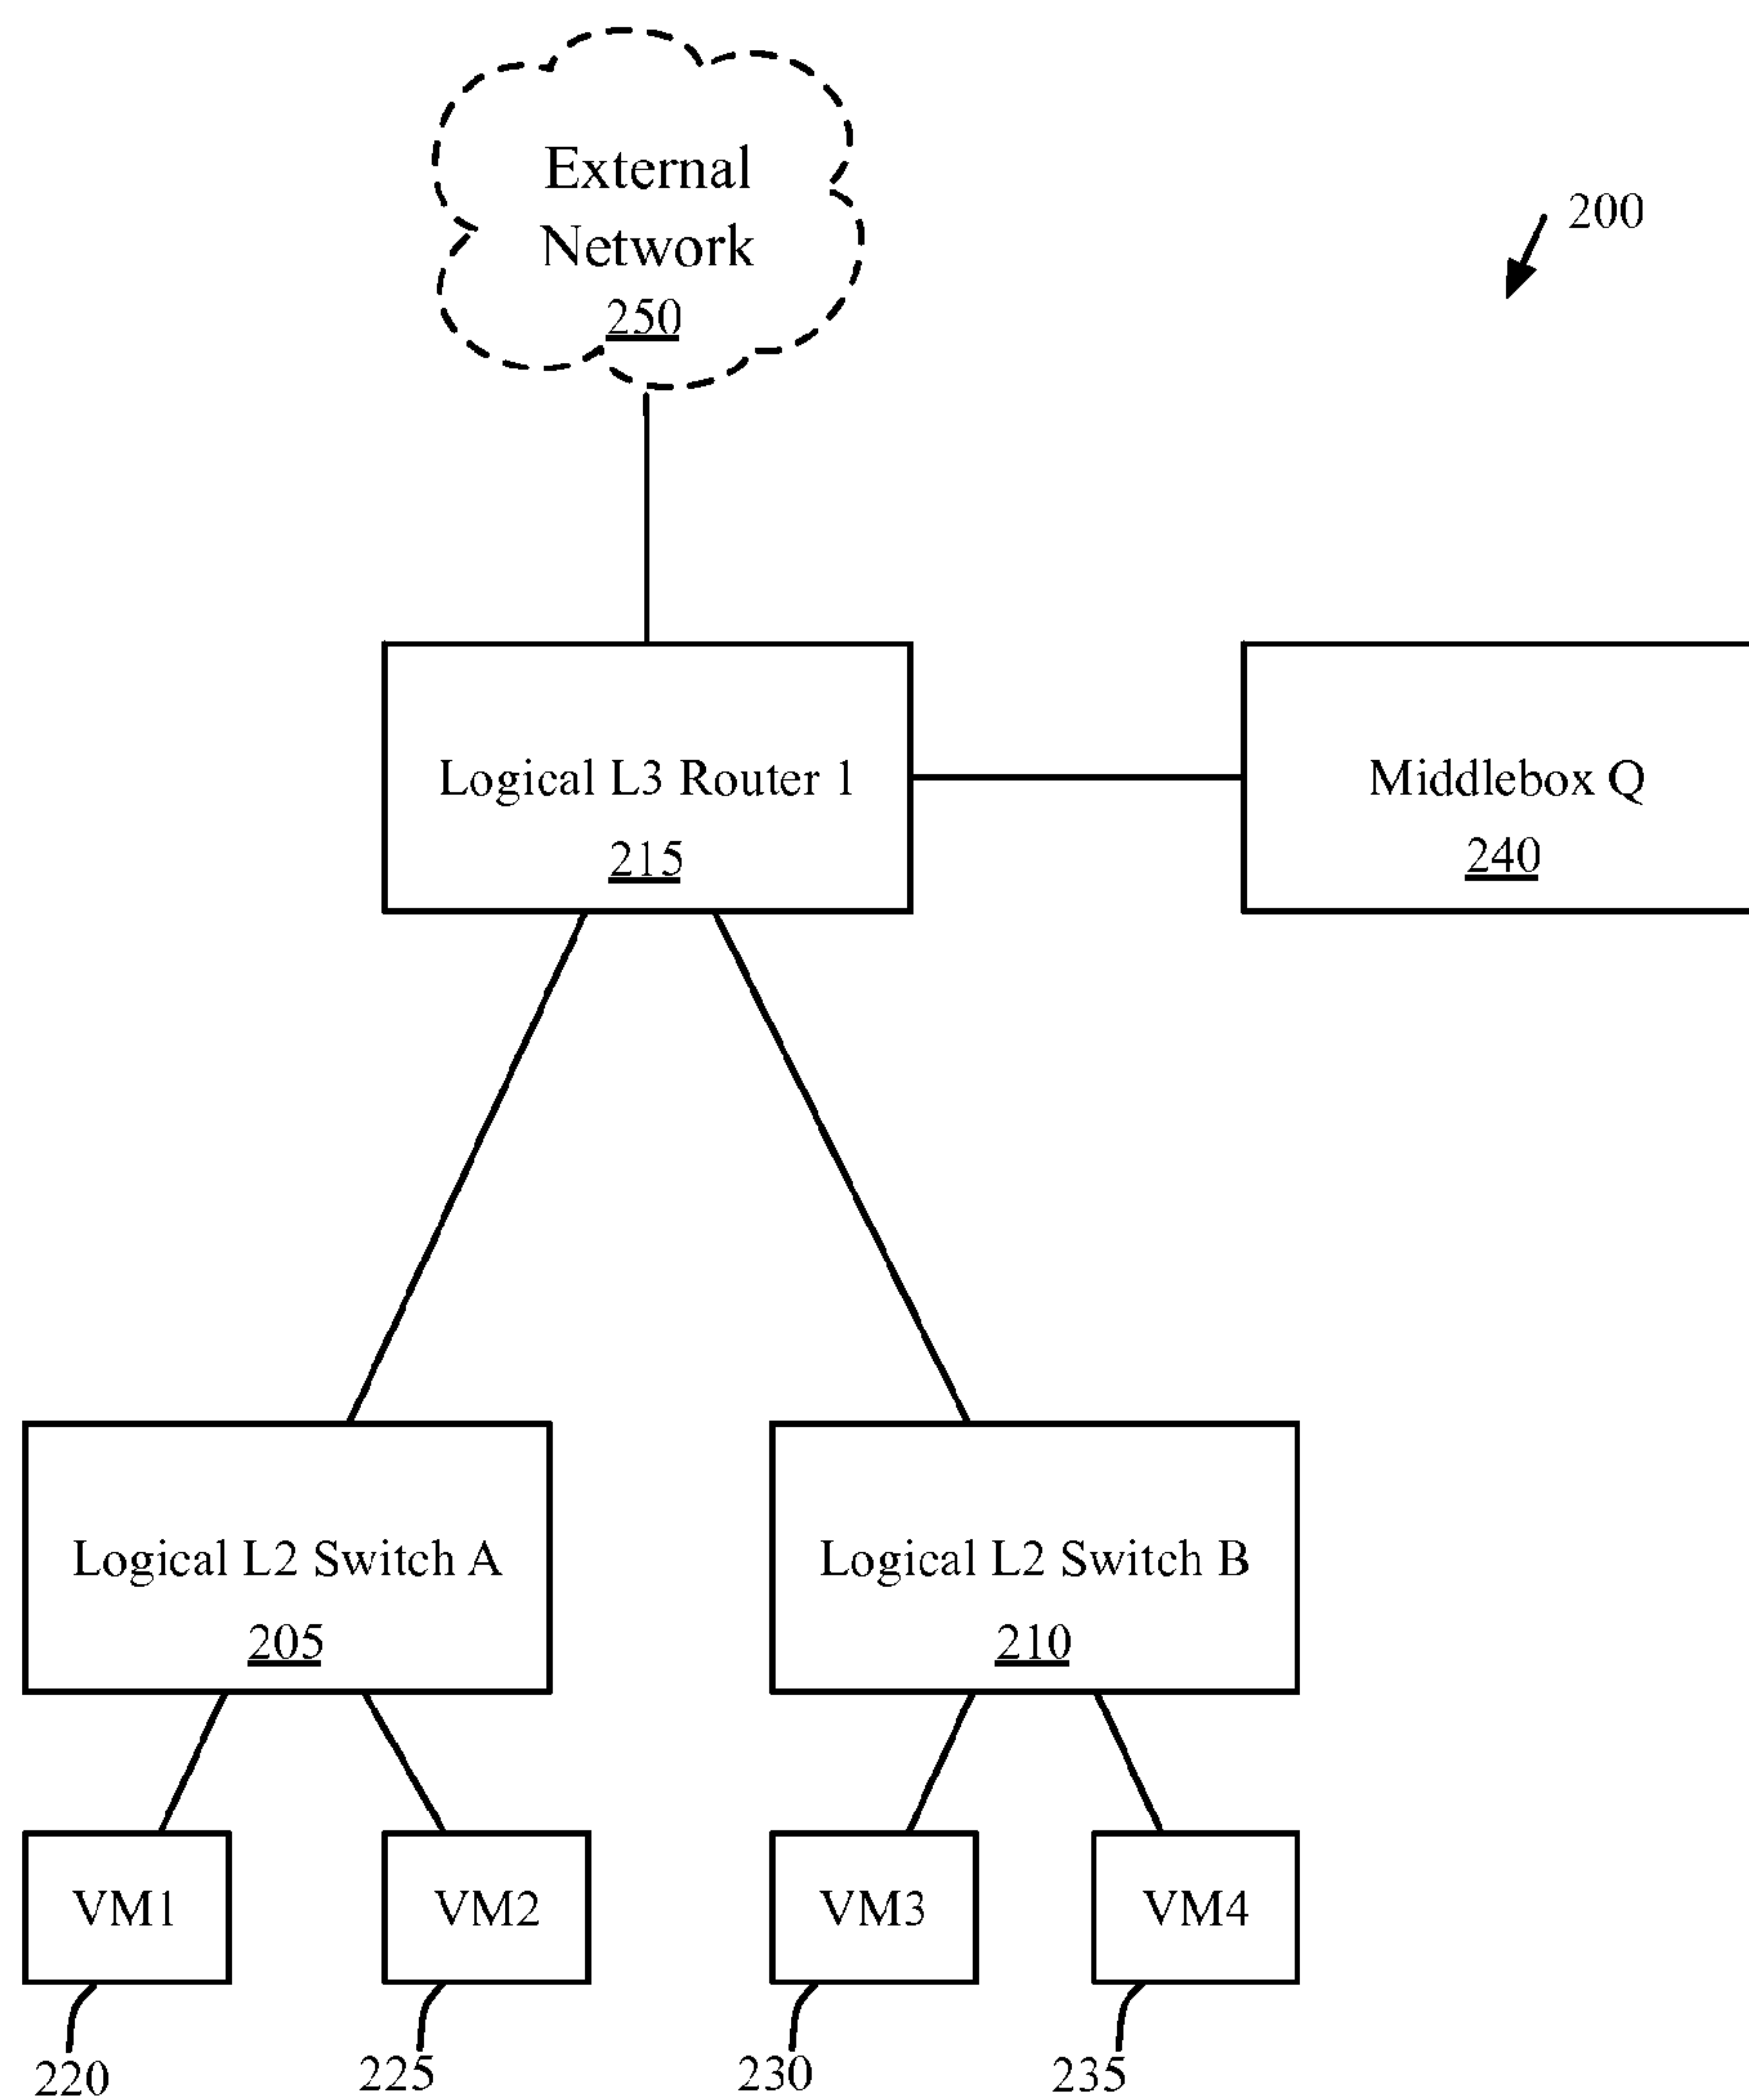 External
Network
250
200
Logical L3 Router 1
215
Middlebox Q
240
Logical L2 Switch A
205
Logical L2 Switch B
210
VM1
VM2
VM3
VM4
220
225
230
235